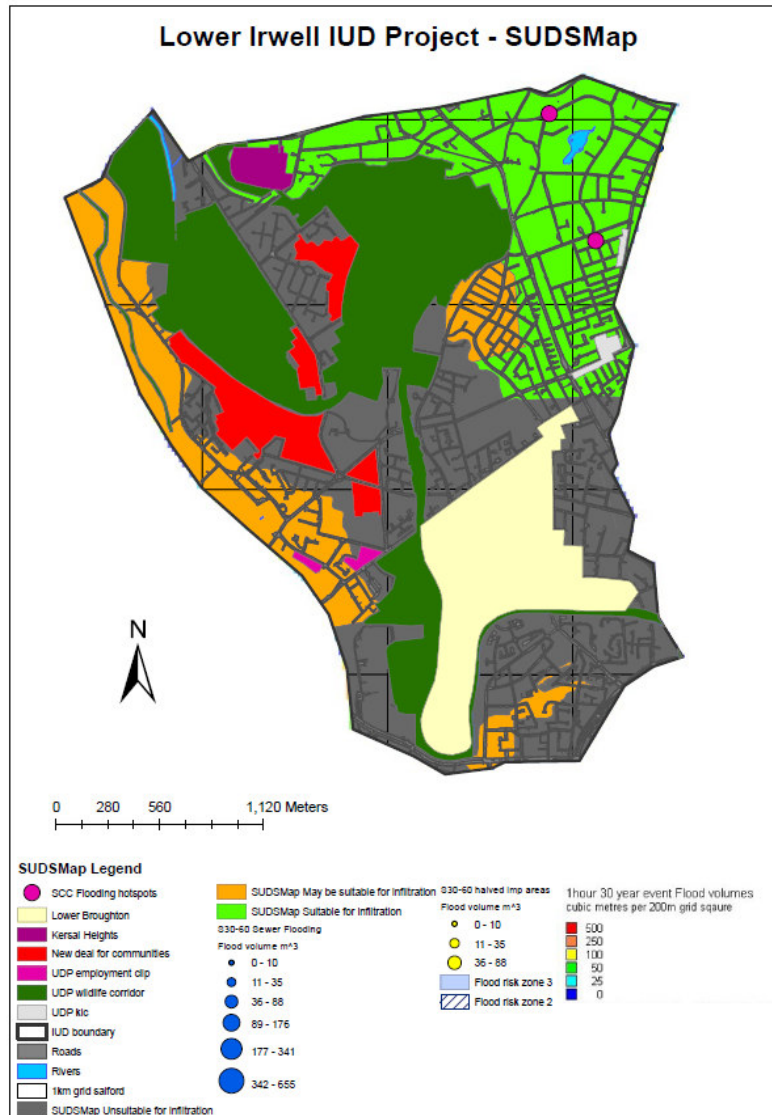 Lower Irwell IUD Project - SUDSMap
N
0 280 560 1,120 Meters
SUDSMap Legend
SCC Flooding hotspots
Lower Broughton
Kersal Heights
New deal for communities
UDP employment clip
UDP wildlife corridor
UDP kic
IUD boundary
Roads
Rivers
1km grid salford
SUDSMap Unsuitable for Infiltration
SUDSMap May be suitable for Infiltration
SUDSMap Suitable for Infiltration
S30-60 Sewer Flooding
Flood volume m^3
0 - 10
11 - 35
36 - 88
89 - 176
177 - 341
342 - 655
S30-60 halved imp areas
Flood volume m^3
0 - 10
11 - 35
36 - 88
Flood risk zone 3
Flood risk zone 2
1hour 30 year event Flood volumes
cubic metres per 200m grid sqaure
500
250
100
50
25
0